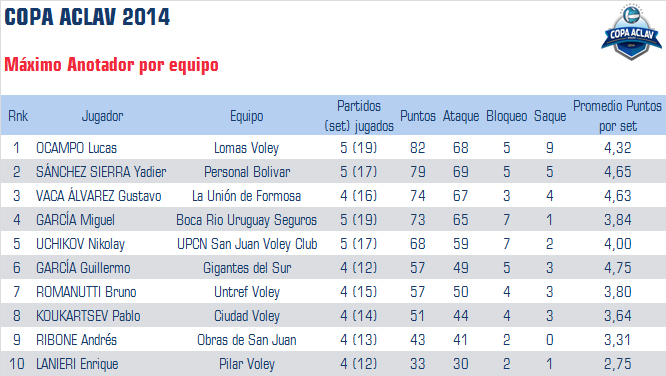 COPA ACLAV 2014
COPA ACLAV
Máximo Anotador por equipo
Rnk Jugador Equipo Partidos (set) jugados Puntos Ataque Bloqueo Saque Promedio Puntos por set
1 OCAMPO Lucas Lomas Voley 5 (19) 82 68 5 9 4,32
2 SÁNCHEZ SIERRA Yadier Personal Bolivar 5 (17) 79 69 5 5 4,65
3 VACA ÁLVAREZ Gustavo La Unión de Formosa 4 (16) 74 67 3 4 4,63
4 GARCÍA Miguel Boca Rio Uruguay Seguros 5 (19) 73 65 7 1 3,84
5 UCHIKOV Nikolay UPCN San Juan Voley Club 5 (17) 68 59 7 2 4,00
6 GARCÍA Guillermo Gigantes del Sur 4 (12) 57 49 5 3 4,75
7 ROMANUTTI Bruno Untref Voley 4 (15) 57 50 4 3 3,80
8 KOUKARTSEV Pablo Ciudad Voley 4 (14) 51 44 4 3 3,64
9 RIBONE Andrés Obras de San Juan 4 (13) 43 41 2 0 3,31
10 LANIERI Enrique Pilar Voley 4 (12) 33 30 2 1 2,75